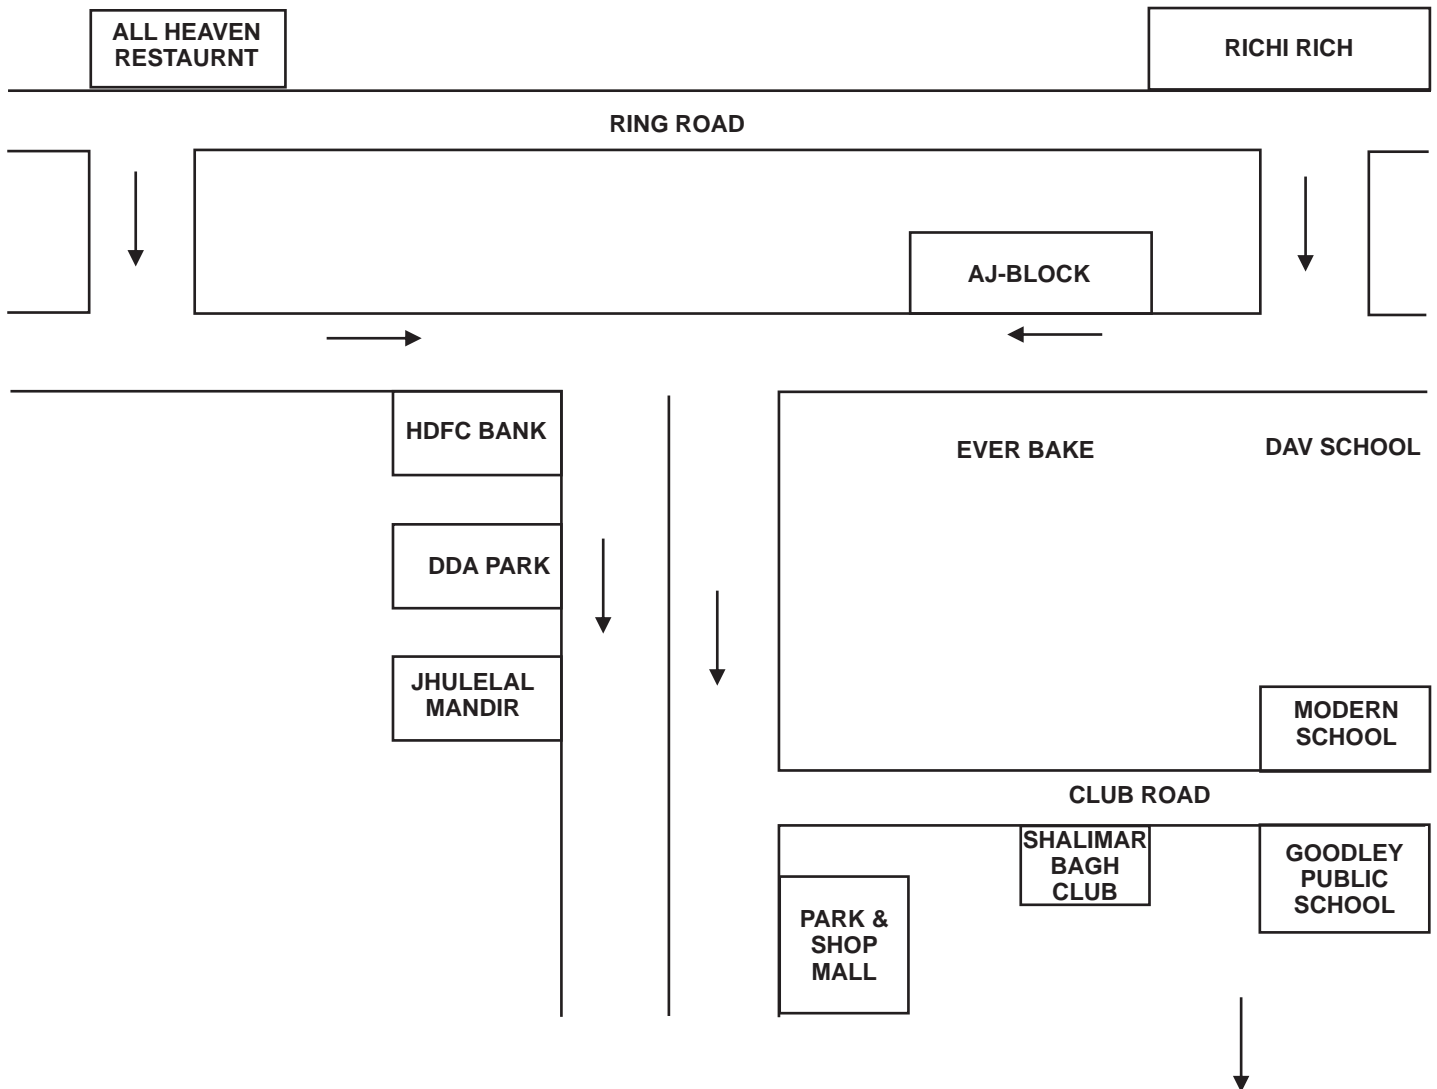 ALL HEAVEN
RESTAURNT
RICHI RICH
RING ROAD
AJ-BLOCK
HDFC BANK
EVER BAKE
DAV SCHOOL
DDA PARK
JHULELAL
MANDIR
MODERN
SCHOOL
CLUB ROAD
SHALIMAR
BAGH
CLUB
GOODLEY
PUBLIC
SCHOOL
PARK &
SHOP
MALL